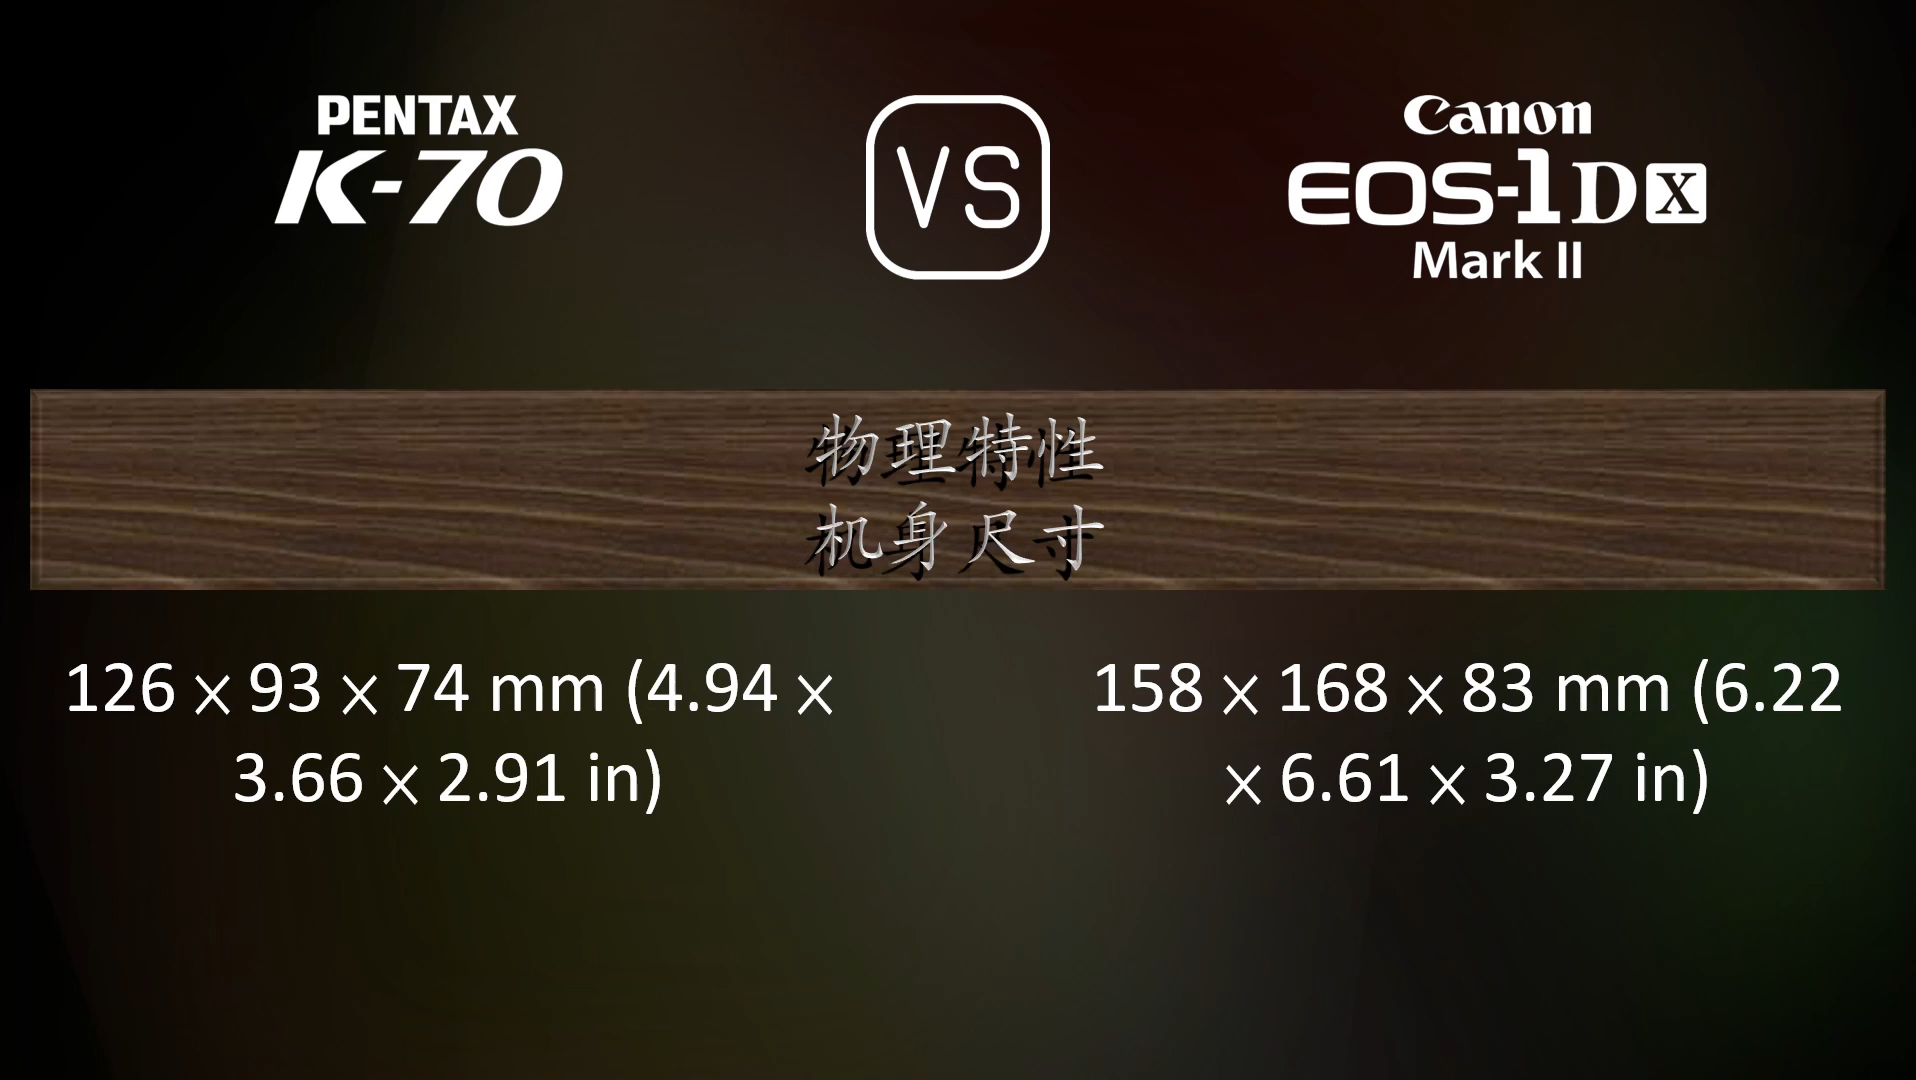 PENTAX
K-70
VS
Canon
EOS-1DX
Mark II
物理特性
机身尺寸
126 x 93 x 74 mm (4.94 x
3.66 x 2.91 in)
158 x 168 x 83 mm (6.22
x 6.61 x 3.27 in)